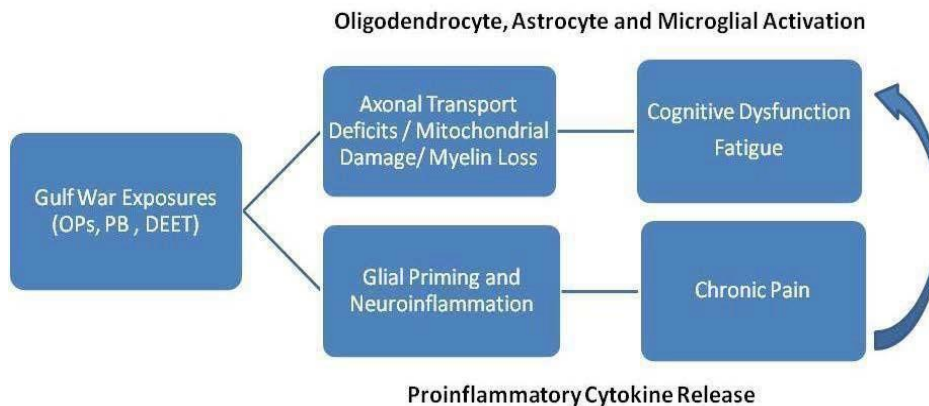 Oligodendrocyte, Astrocyte and Microglial Activation
Gulf War Exposures
(OPs, PB , DEET)
Axonal Transport
Deficits / Mitochondrial
Damage/ Myelin Loss
Cognitive Dysfunction
Fatigue
Glial Priming and
Neuroinflammation
Chronic Pain
Proinflammatory Cytokine Release